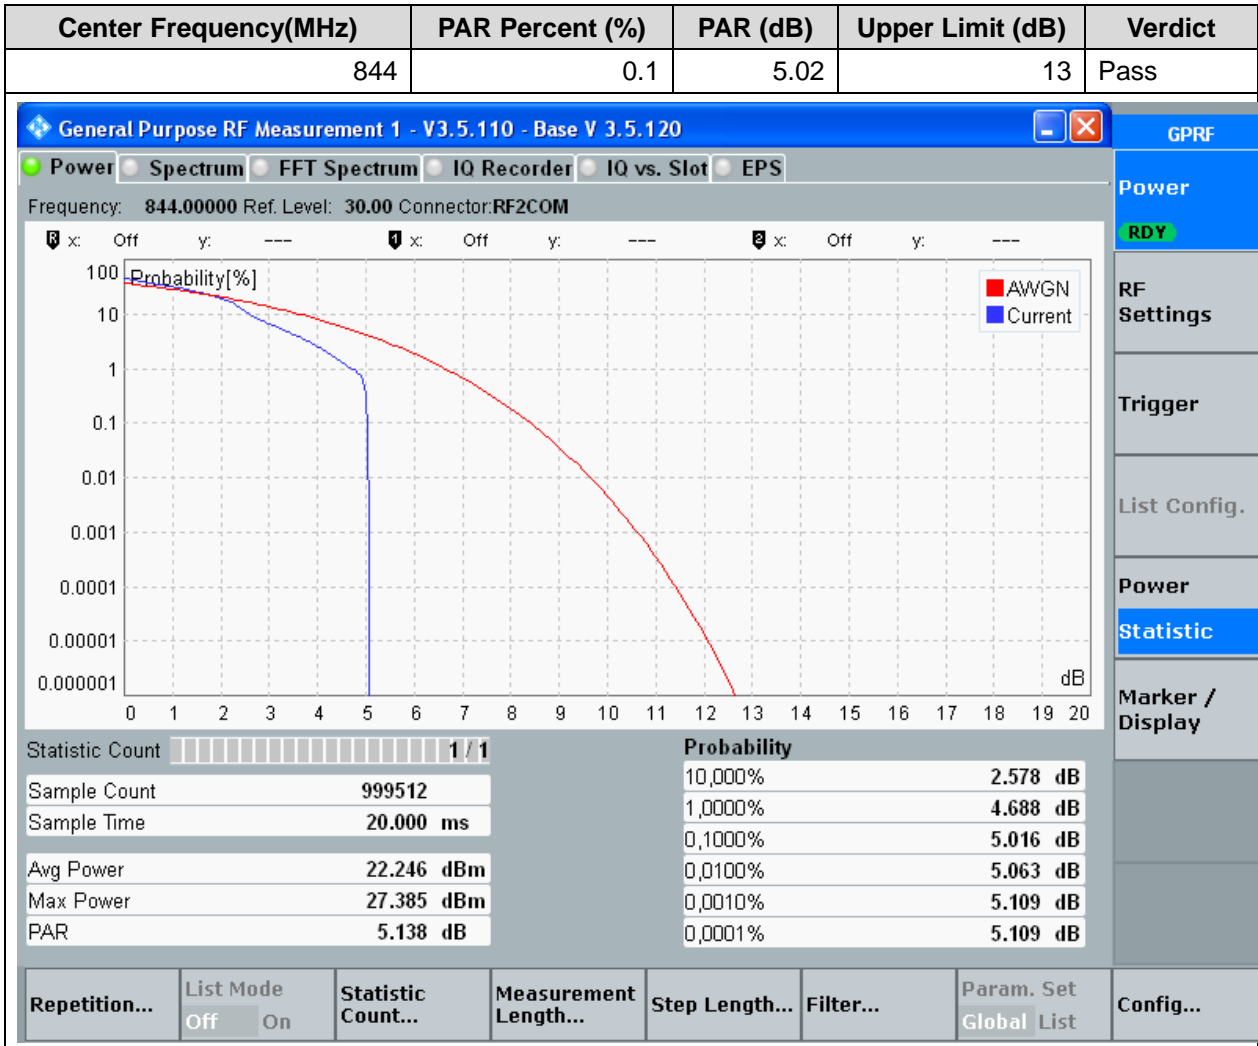 Center Frequency(MHz) PAR Percent (%) PAR (dB) Upper Limit (dB) Verdict
844 0.1 5.02 13 Pass
General Purpose RF Measurement 1 - V3.5.110 - Base V 3.5.120
GPRF
Power Spectrum FFT Spectrum IQ Recorder IQ vs. Slot EPS
Frequency: 844.00000 Ref. Level: 30.00 Connector:RF2COM
R x: Off y: --- 1 x: Off y: --- 2 x: Off y: ---
Probability[%]
AWGN
Current
100
10
1
0.1
0.01
0.001
0.0001
0.00001
0.000001
dB
0 1 2 3 4 5 6 7 8 9 10 11 12 13 14 15 16 17 18 19 20
Statistic Count 1 / 1
Sample Count 999512
Sample Time 20.000 ms
Avg Power 22.246 dBm
Max Power 27.385 dBm
PAR 5.138 dB
Probability
10,000% 2.578 dB
1,0000% 4.688 dB
0,1000% 5.016 dB
0,0100% 5.063 dB
0,0010% 5.109 dB
0,0001% 5.109 dB
Power
RDY
RF
Settings
Trigger
List Config.
Power
Statistic
Marker /
Display
Repetition...
List Mode
Off On
Statistic
Count...
Measurement
Length...
Step Length...
Filter...
Param. Set
Global List
Config...